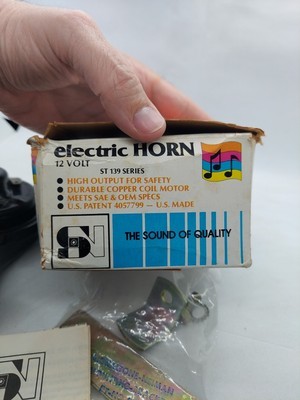 electric HORN
12 VOLT
ST 139 SERIES
● HIGH OUTPUT FOR SAFETY
● DURABLE COPPER COIL MOTOR
● MEETS SAE & OEM SPECS
● U.S. PATENT 4057799 — U.S. MADE
THE SOUND OF QUALITY